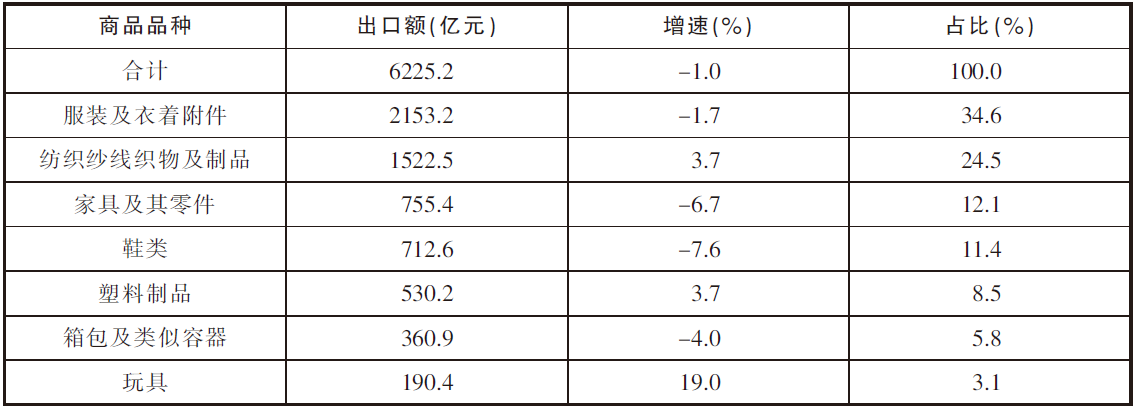 商品品种 出口额(亿元) 增速(%) 占比(%)
合计 6225.2 –1.0 100.0
服装及衣着附件 2153.2 –1.7 34.6
纺织纱线织物及制品 1522.5 3.7 24.5
家具及其零件 755.4 –6.7 12.1
鞋类 712.6 –7.6 11.4
塑料制品 530.2 3.7 8.5
箱包及类似容器 360.9 –4.0 5.8
玩具 190.4 19.0 3.1